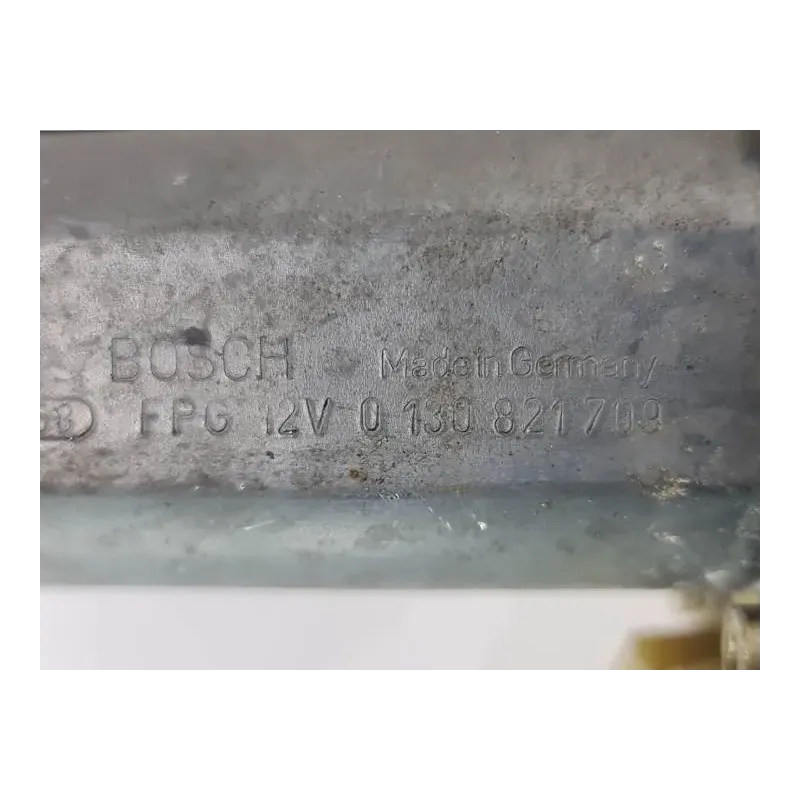 BOSCH Made in Germany
FPG 12V 0 130 821 709